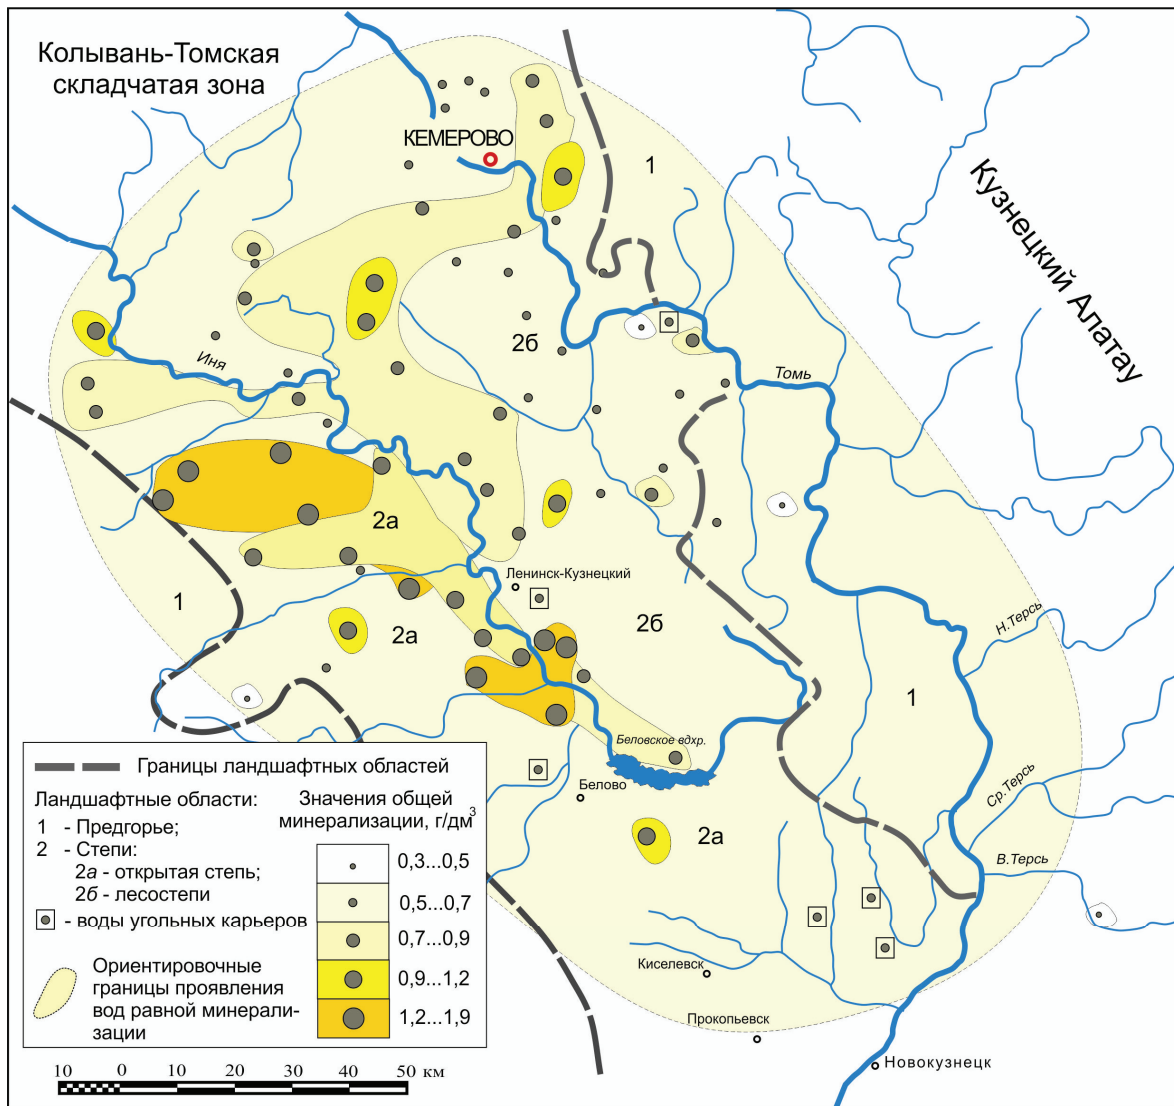 Колывань-Томская
складчатая зона
КЕМЕРОВО
1
Кузнецкий Алатау
2б
Иня
Томь
2а
1
Ленинск-Кузнецкий
2а
2б
Н.Терсь
1
Беловское вдхр.
Ср.Терсь
Белово
2а
В.Терсь
Киселевск
Прокопьевск
Новокузнецк
Границы ландшафтных областей
Ландшафтные области:
1 - Предгорье;
2 - Степи:
2а - открытая степь;
2б - лесостепи
- воды угольных карьеров
Ориентировочные
границы проявления
вод равной минерали-
зации
Значения общей
минерализации, г/дм³
0,3...0,5
0,5...0,7
0,7...0,9
0,9...1,2
1,2...1,9
10 0 10 20 30 40 50 км